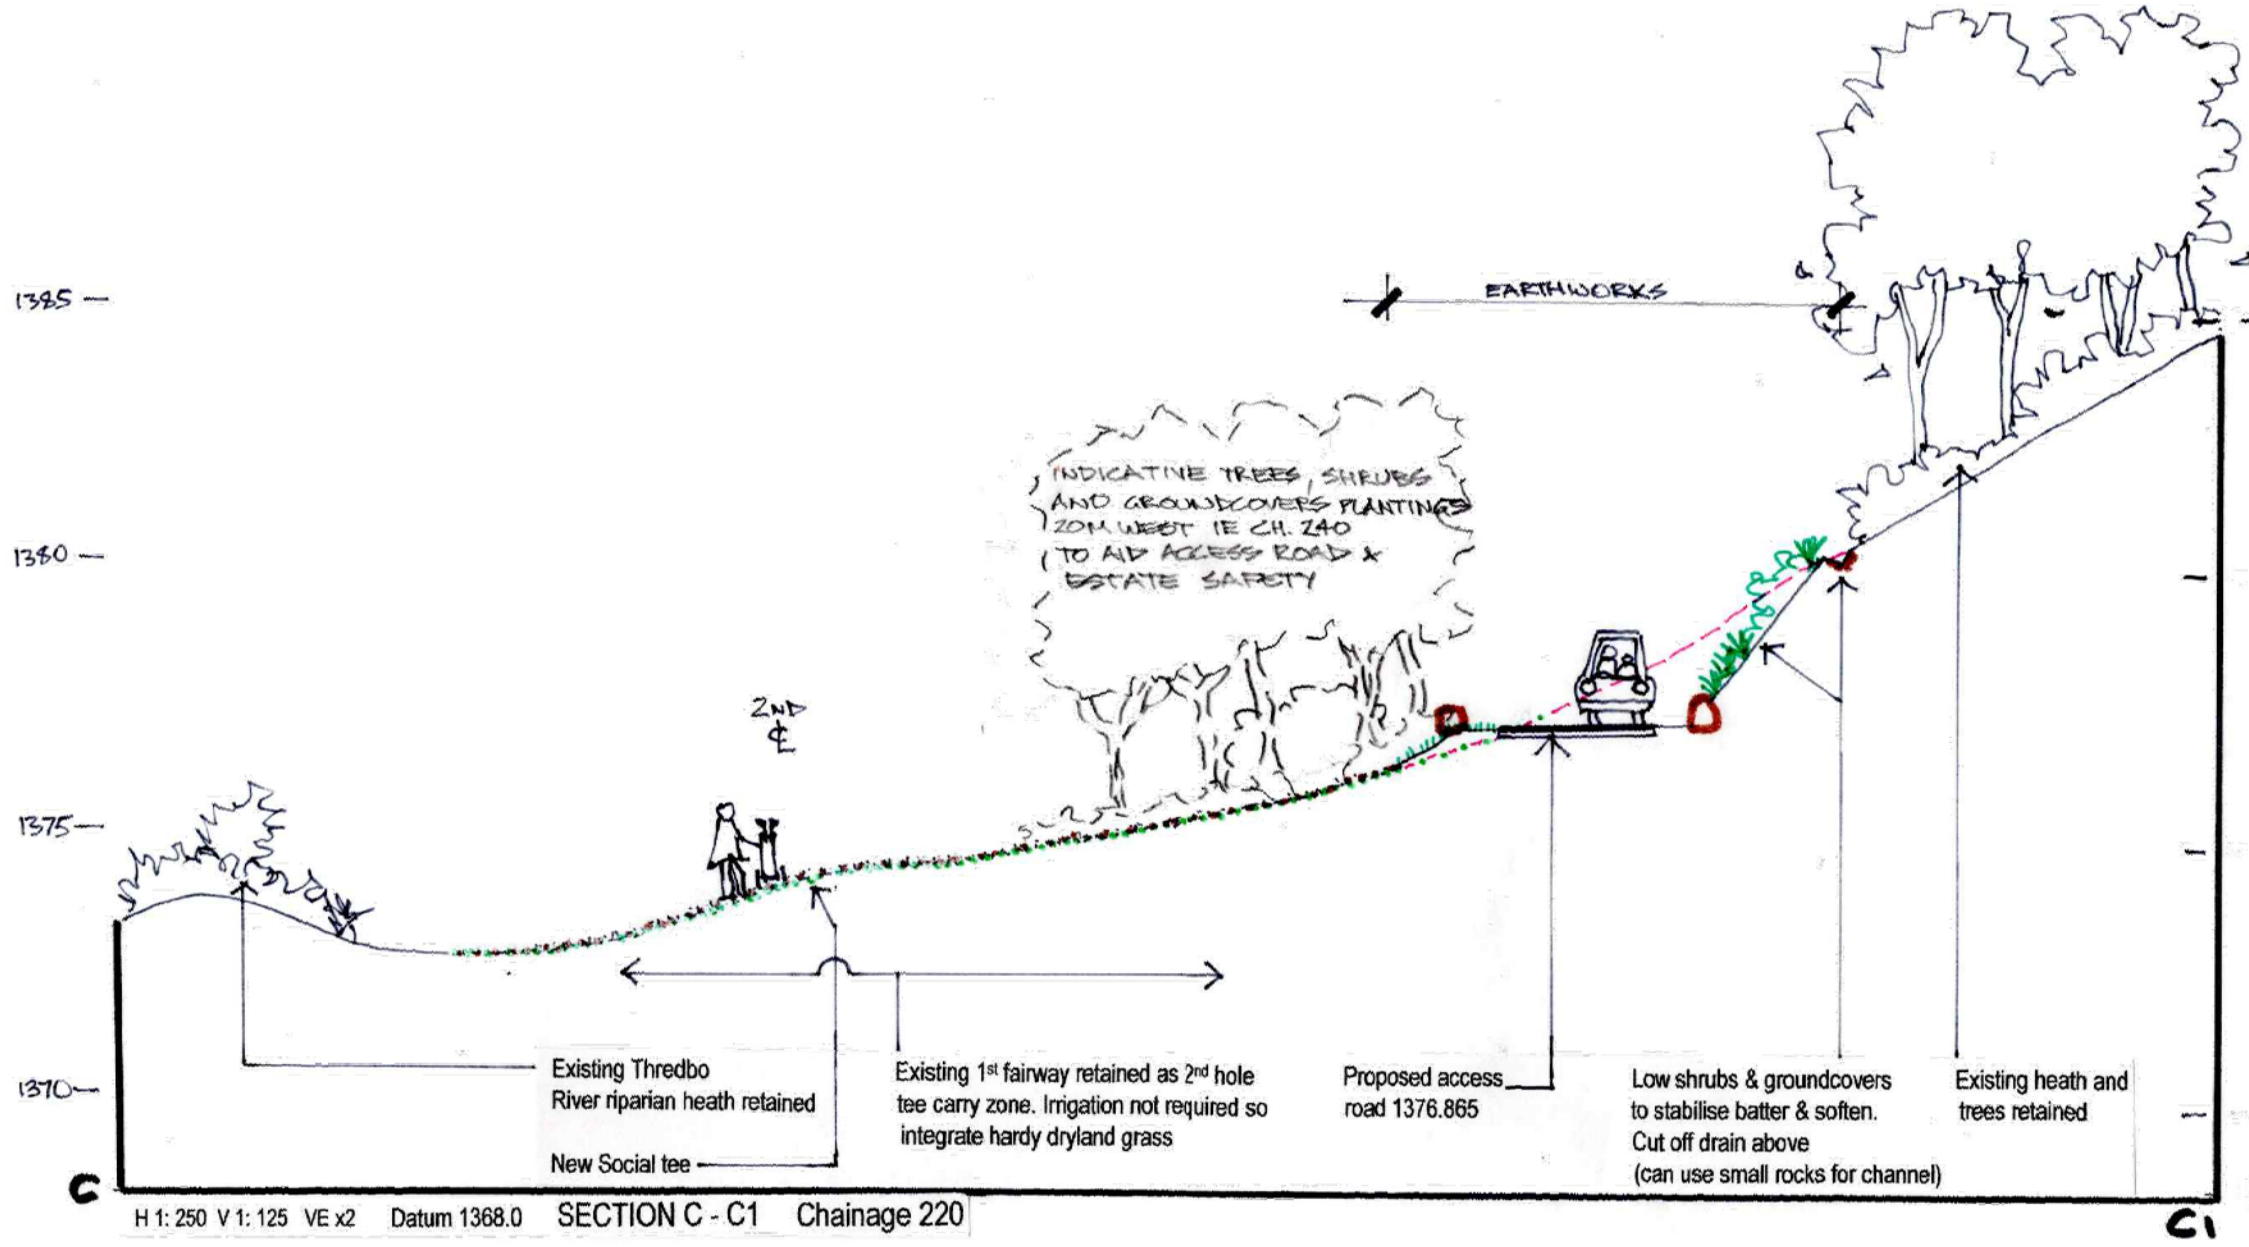 1385
EARTHWORKS
INDICATIVE TREES, SHRUBS
AND GROUNDCOVERS PLANTINGS
20M WEST IE CH. 240
TO AID ACCESS ROAD &
ESTATE SAFETY
1380
2ND
℄
1375
1370
Existing Thredbo
River riparian heath retained
New Social tee
Existing 1st fairway retained as 2nd hole
tee carry zone. Irrigation not required so
integrate hardy dryland grass
Proposed access
road 1376.865
Low shrubs & groundcovers
to stabilise batter & soften.
Cut off drain above
(can use small rocks for channel)
Existing heath and
trees retained
C
H 1: 250 V 1: 125 VE x2 Datum 1368.0 SECTION C - C1 Chainage 220
C1